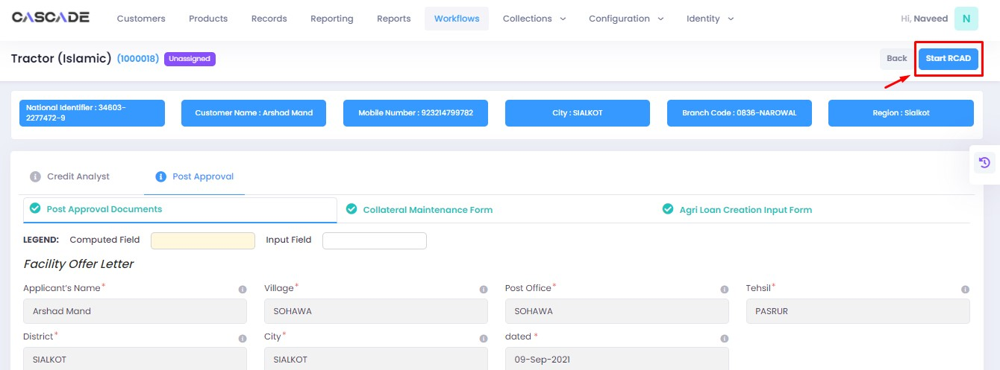 CASCADE Customers Products Records Reporting Reports Workflows Collections Configuration Identity Hi, Naveed N
Tractor (Islamic) (1000018) Unassigned Back Start RCAD
National Identifier : 34603-
2277472-9
Customer Name : Arshad Mand
Mobile Number : 923214799782
City : SIALKOT
Branch Code : 0836-NAROWAL
Region : Sialkot
Credit Analyst Post Approval
Post Approval Documents Collateral Maintenance Form Agri Loan Creation Input Form
LEGEND: Computed Field Input Field
Facility Offer Letter
Applicant's Name* Village* Post Office* Tehsil*
Arshad Mand SOHAWA SOHAWA PASRUR
District* City* dated *
SIALKOT SIALKOT 09-Sep-2021